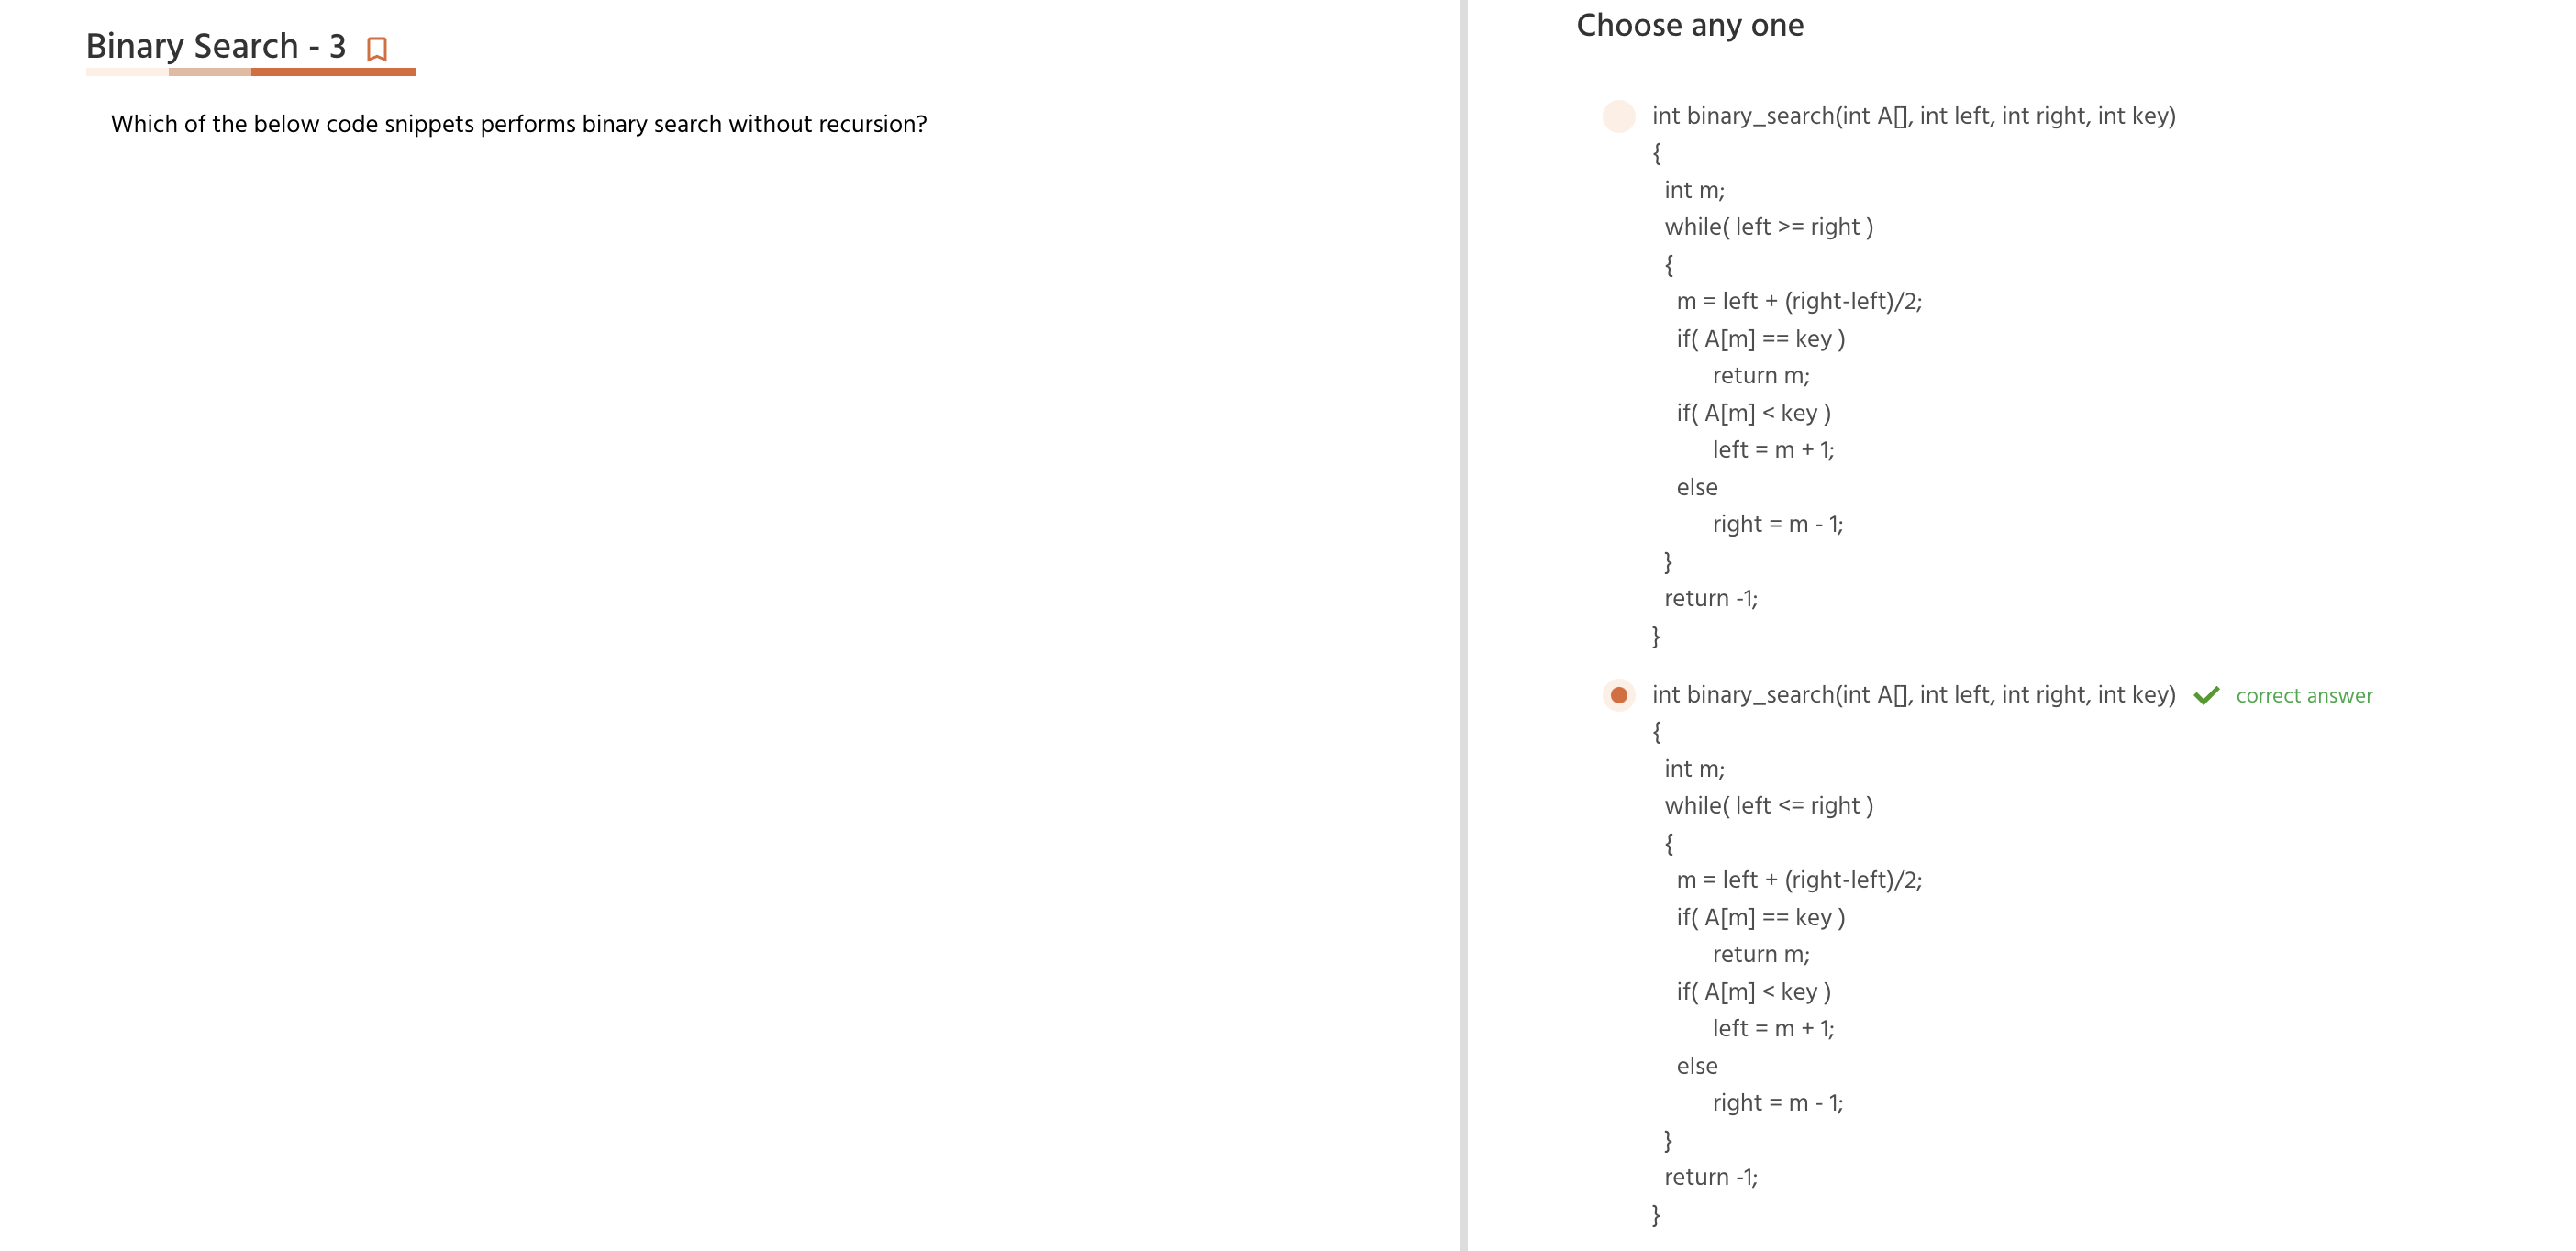 Binary Search - 3
Which of the below code snippets performs binary search without recursion?
Choose any one
int binary_search(int A[], int left, int right, int key)
{
int m;
while( left >= right )
{
m = left + (right-left)/2;
if( A[m] == key )
return m;
if( A[m] < key )
left = m + 1;
else
right = m - 1;
}
return -1;
}
int binary_search(int A[], int left, int right, int key) correct answer
{
int m;
while( left <= right )
{
m = left + (right-left)/2;
if( A[m] == key )
return m;
if( A[m] < key )
left = m + 1;
else
right = m - 1;
}
return -1;
}